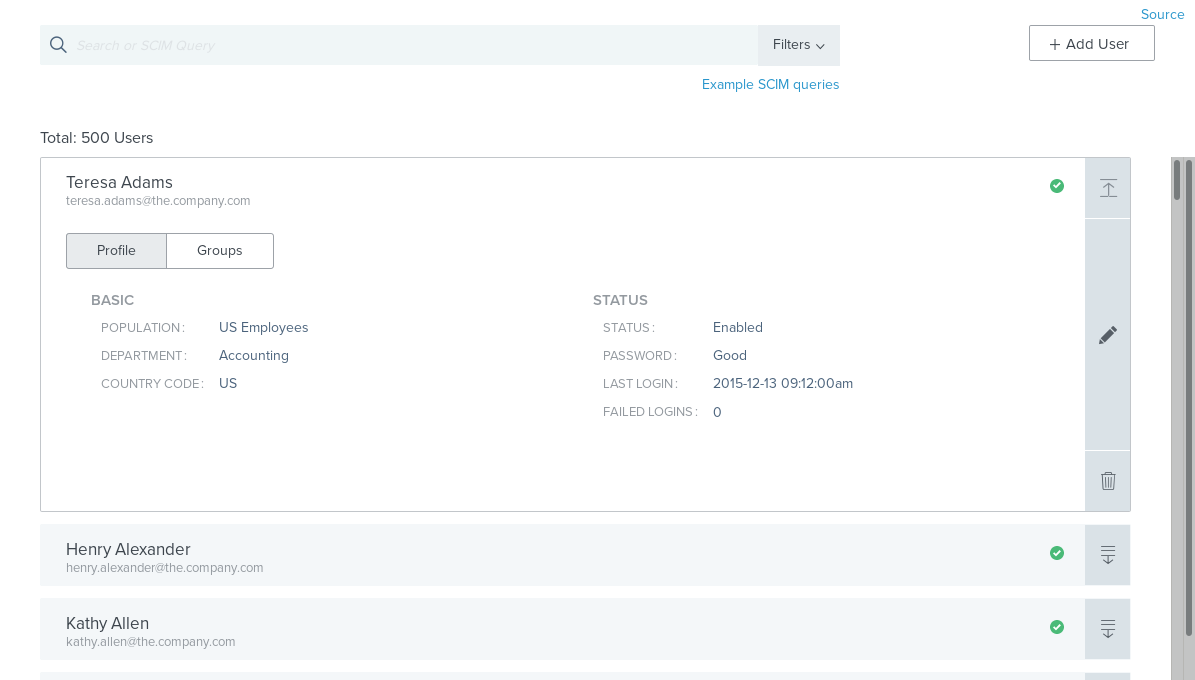 Source
Search or SCIM Query
Filters
+ Add User
Example SCIM queries
Total: 500 Users
Teresa Adams
teresa.adams@the.company.com
Profile
Groups
BASIC
POPULATION: US Employees
DEPARTMENT: Accounting
COUNTRY CODE: US
STATUS
STATUS: Enabled
PASSWORD: Good
LAST LOGIN: 2015-12-13 09:12:00am
FAILED LOGINS: 0
Henry Alexander
henry.alexander@the.company.com
Kathy Allen
kathy.allen@the.company.com